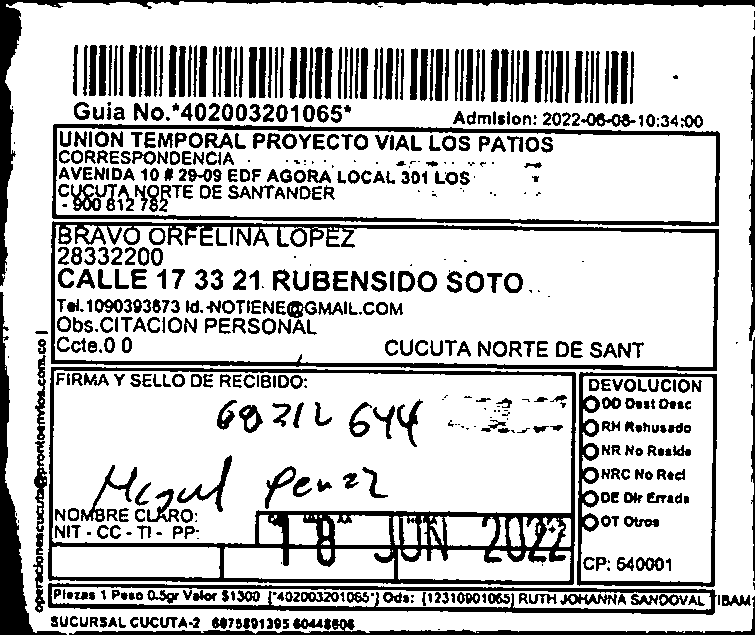 Guia No.*402003201065*
Admision: 2022-06-08-10:34:00
UNION TEMPORAL PROYECTO VIAL LOS PATIOS
CORRESPONDENCIA
AVENIDA 10 # 29-09 EDF AGORA LOCAL 301 LOS
CUCUTA NORTE DE SANTANDER
- 900 812 782
BRAVO ORFELINA LOPEZ
28332200
CALLE 17 33 21 RUBENSIDO SOTO
Tel.1090393673 Id.-NOTIENE@GMAIL.COM
Obs.CITACION PERSONAL
Ccte.0 0
CUCUTA NORTE DE SANT
FIRMA Y SELLO DE RECIBIDO:
60212644
Perez
NOMBRE CLARO:
NIT - CC - TI - PP:
18 JUN 2022
DEVOLUCION
DD Dest Desc
RH Rehusado
NR No Reside
NRC No Recl
DE Dir Errada
OT Otros
CP: 540001
Piezas 1 Peso 0.5gr Valor $1300 [*402003201065*] Ods: [12310901065] RUTH JOHANNA SANDOVAL TIBAM
SUCURSAL CUCUTA-2 6075891395 60448606
operacionescucuta@prontoenvios.com.co |